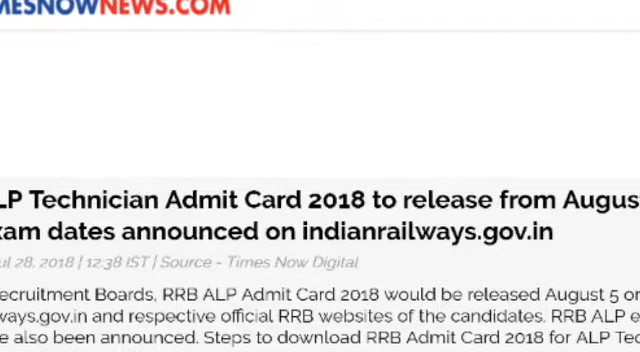 MESNOWNEWS.COM
LP Technician Admit Card 2018 to release from Augus
xam dates announced on indianrailways.gov.in
ul 28, 2018 | 12:38 IST | Source - Times Now Digital
ecruitment Boards, RRB ALP Admit Card 2018 would be released August 5 or
ways.gov.in and respective official RRB websites of the candidates. RRB ALP e
e also been announced. Steps to download RRB Admit Card 2018 for ALP Tec